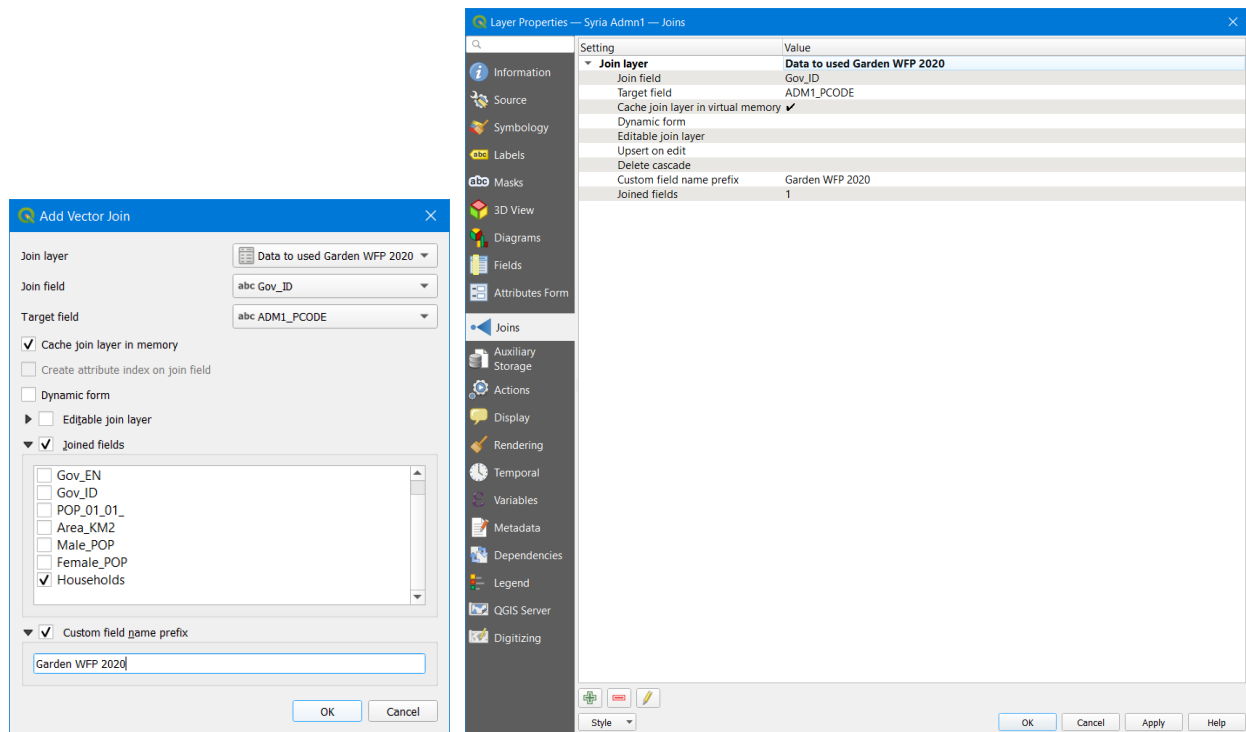 Add Vector Join
Join layer
Data to used Garden WFP 2020
Join field
abc Gov_ID
Target field
abc ADM1_PCODE
Cache join layer in memory
Create attribute index on join field
Dynamic form
Editable join layer
Joined fields
Gov_EN
Gov_ID
POP_01_01_
Area_KM2
Male_POP
Female_POP
Households
Custom field name prefix
Garden WFP 2020
OK Cancel
Layer Properties — Syria Admn1 — Joins
Information
Source
Symbology
abc Labels
abc Masks
3D View
Diagrams
Fields
Attributes Form
Joins
Auxiliary
Storage
Actions
Display
Rendering
Temporal
Variables
Metadata
Dependencies
Legend
QGIS Server
Digitizing
Setting Value
Join layer Data to used Garden WFP 2020
Join field Gov_ID
Target field ADM1_PCODE
Cache join layer in virtual memory ✔
Dynamic form
Editable join layer
Upsert on edit
Delete cascade
Custom field name prefix Garden WFP 2020
Joined fields 1
Style OK Cancel Apply Help